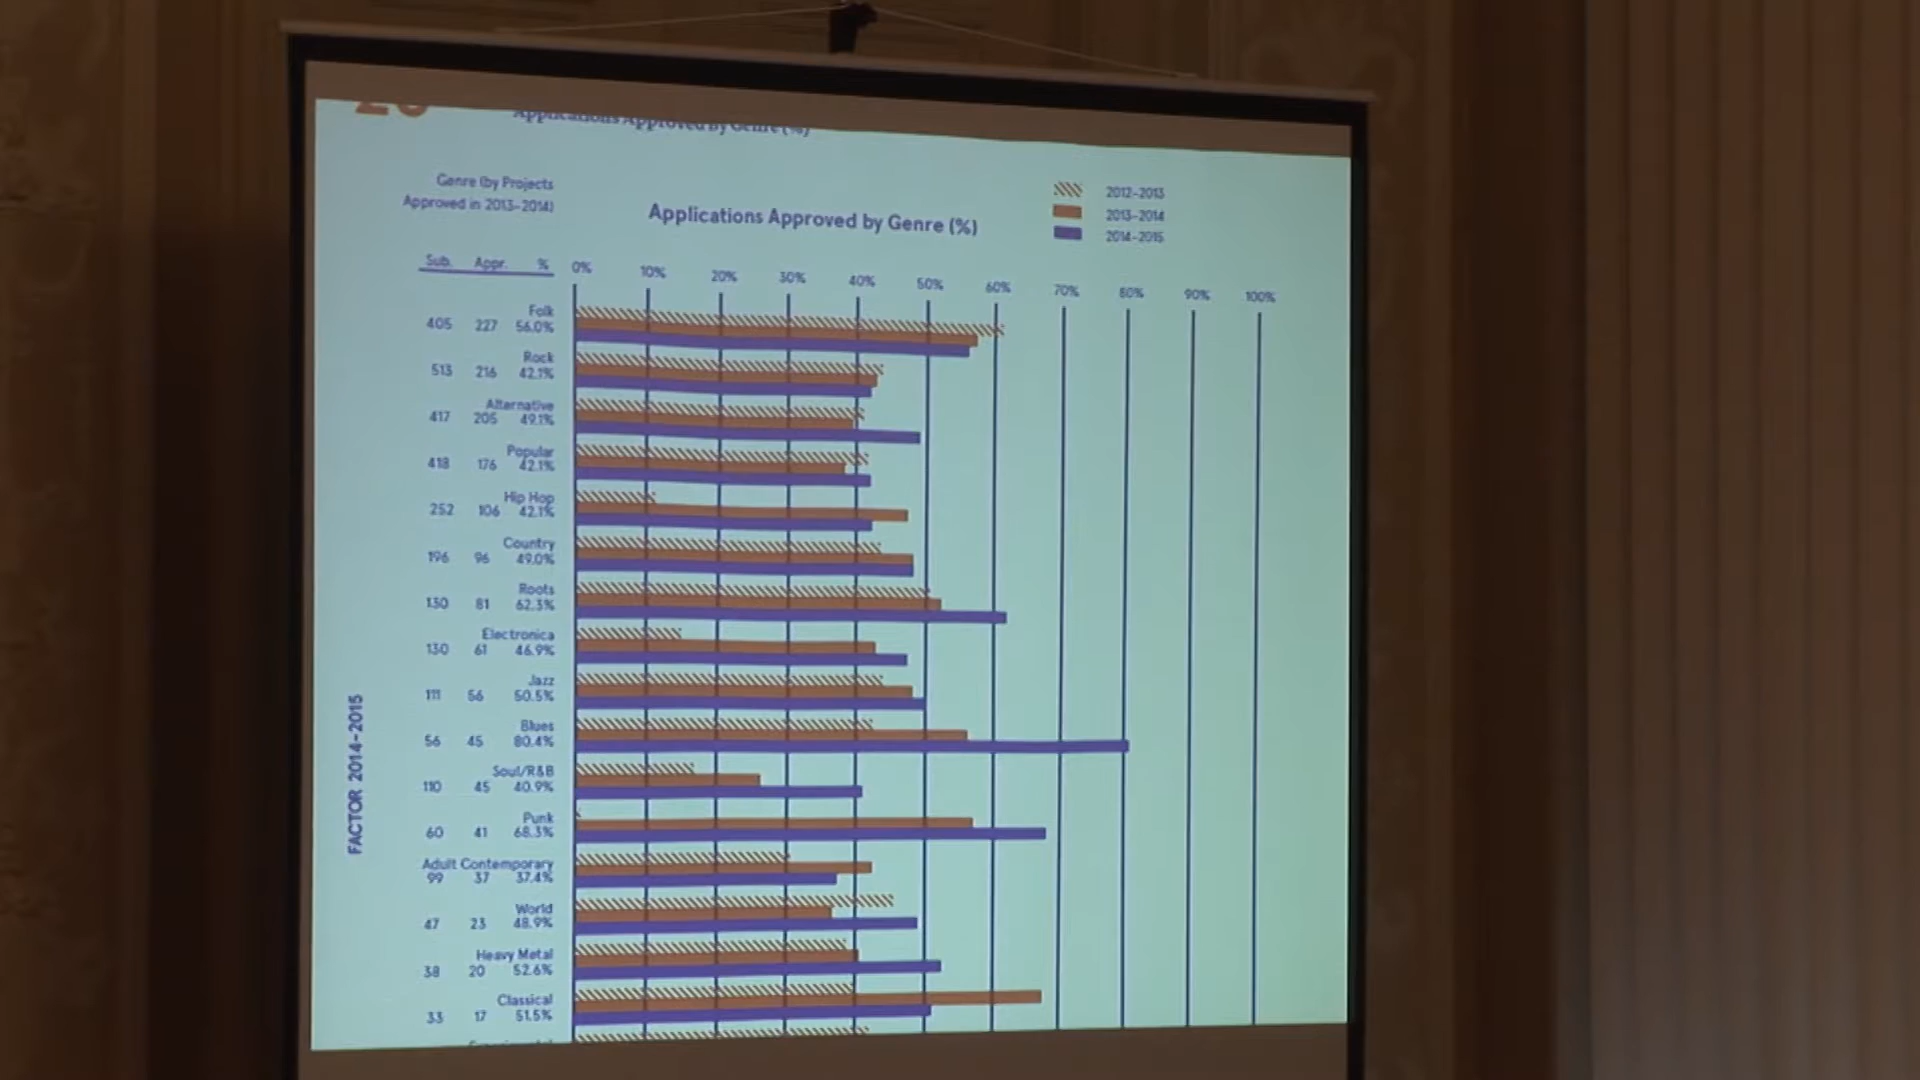 Applications Approved by Genre (%)
Genre (by Projects
Approved in 2013-2014)
Applications Approved by Genre (%)
2012-2013
2013-2014
2014-2015
Sub. Appr. %
0% 10% 20% 30% 40% 50% 60% 70% 80% 90% 100%
Folk
405 227 56.0%
Rock
513 216 42.1%
Alternative
417 205 49.1%
Popular
418 176 42.1%
Hip Hop
252 106 42.1%
Country
196 96 49.0%
Roots
130 81 62.3%
Electronica
130 61 46.9%
Jazz
111 56 50.5%
Blues
56 45 80.4%
Soul/R&B
110 45 40.9%
Punk
60 41 68.3%
Adult Contemporary
99 37 37.4%
World
47 23 48.9%
Heavy Metal
38 20 52.6%
Classical
33 17 51.5%
FACTOR 2014-2015